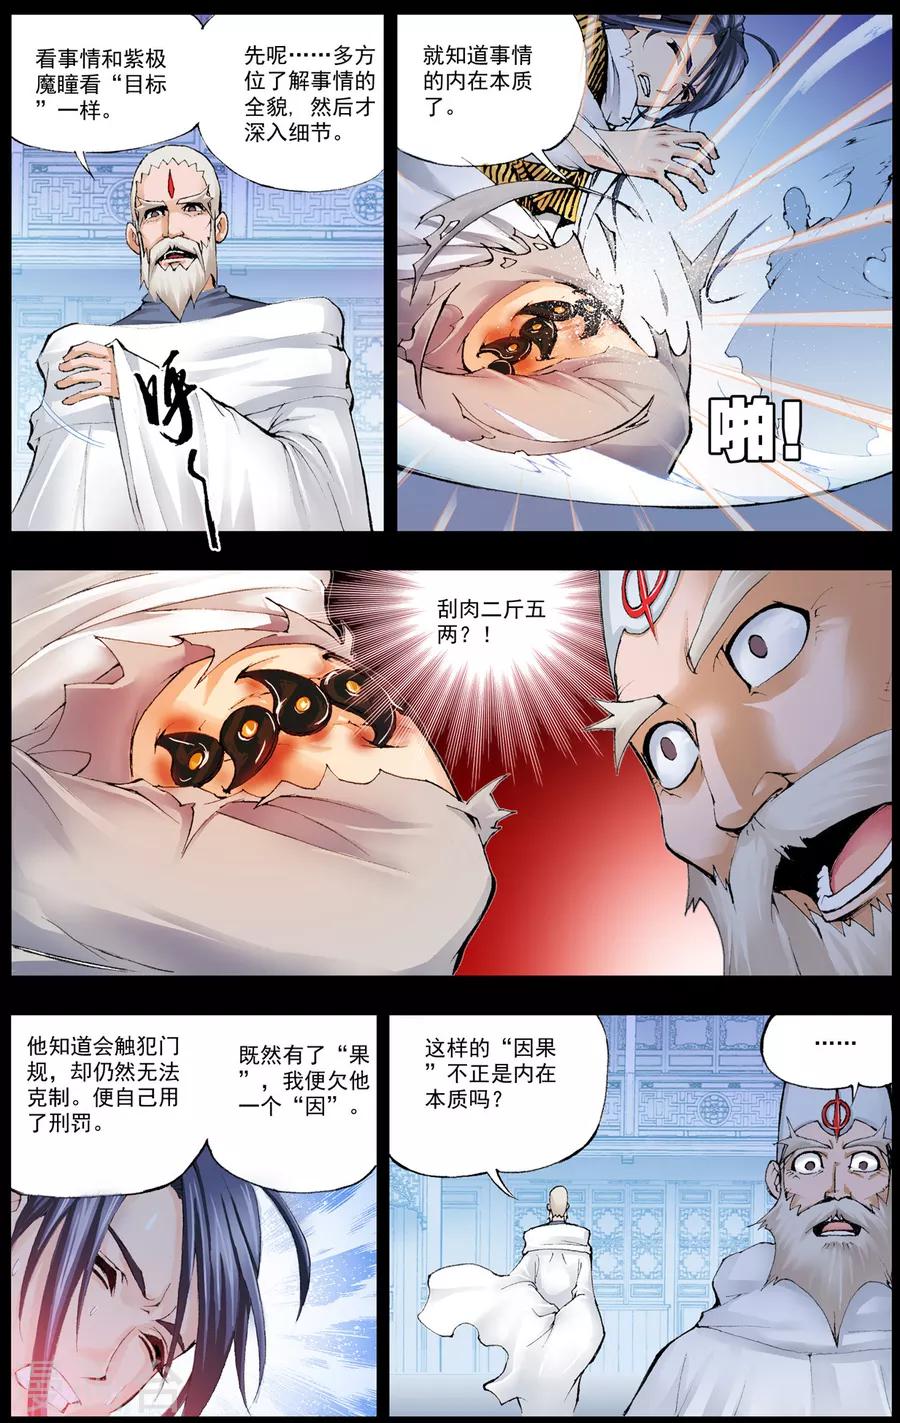 看事情和紫极
魔瞳看“目标
”一样。
先呢……多方
位了解事情的
全貌，然后才
深入细节。
就知道事情
的内在本质
了。
啪！
刮肉二斤五
两？！
他知道会触犯门
规，却仍然无法
克制。便自己用
了刑罚。
既然有了“果
”，我便欠他
一个“因”。
这样的“因果
”不正是内在
本质吗？
……